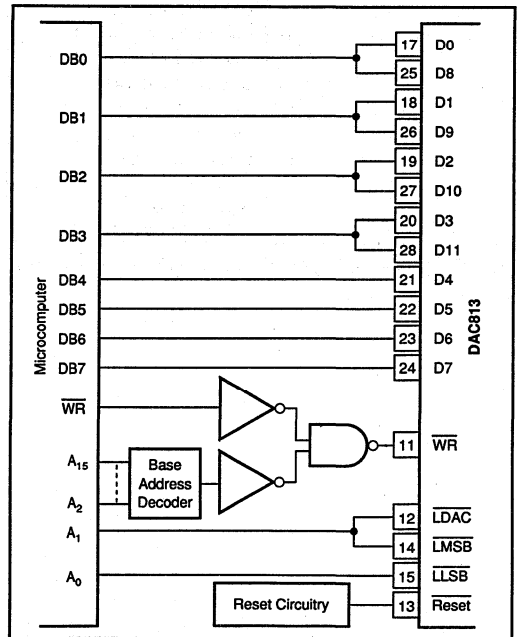 17 D0
DB0
25 D8
18 D1
DB1
26 D9
19 D2
DB2
27 D10
20 D3
DB3
28 D11
DB4 21 D4
DB5 22 D5
DB6 23 D6
DB7 24 D7
Microcomputer
DAC813
WR
11 WR
A15
Base
Address
Decoder
A2
12 LDAC
A1
14 LMSB
A0 15 LLSB
Reset Circuitry 13 Reset